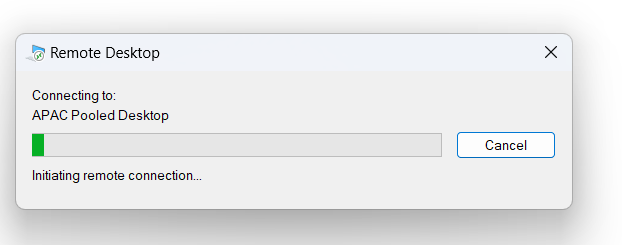 Remote Desktop
Connecting to:
APAC Pooled Desktop
Cancel
Initiating remote connection...